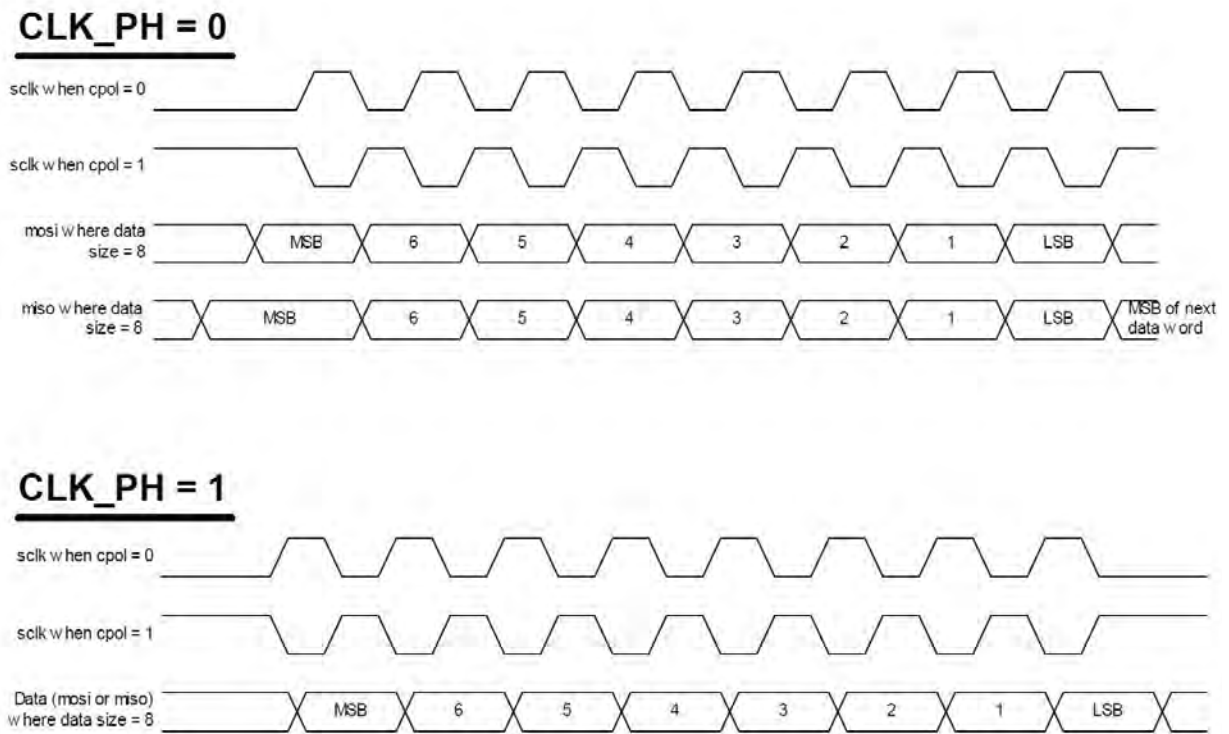 CLK_PH = 0
sclk when cpol = 0
sclk when cpol = 1
mosi where data
size = 8
MSB 6 5 4 3 2 1 LSB
miso where data
size = 8
MSB 6 5 4 3 2 1 LSB
MSB of next
data word
CLK_PH = 1
sclk when cpol = 0
sclk when cpol = 1
Data (mosi or miso)
where data size = 8
MSB 6 5 4 3 2 1 LSB